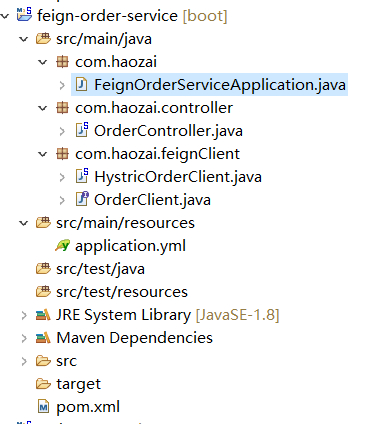 feign-order-service [boot]
src/main/java
com.haozai
FeignOrderServiceApplication.java
com.haozai.controller
OrderController.java
com.haozai.feignClient
HystricOrderClient.java
OrderClient.java
src/main/resources
application.yml
src/test/java
src/test/resources
JRE System Library [JavaSE-1.8]
Maven Dependencies
src
target
pom.xml